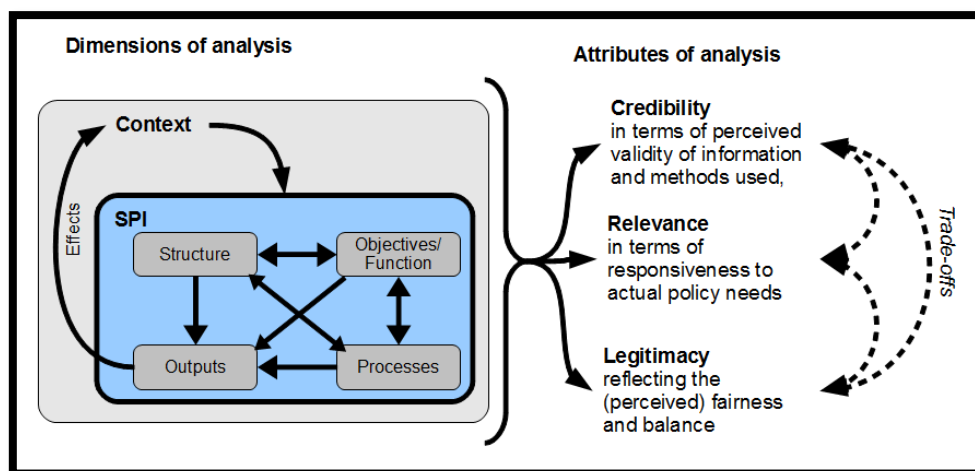 Dimensions of analysis
Context
Effects
SPI
Structure
Objectives/
Function
Outputs
Processes
Attributes of analysis
Credibility
in terms of perceived
validity of information
and methods used,
Relevance
in terms of
responsiveness to
actual policy needs
Legitimacy
reflecting the
(perceived) fairness
and balance
Trade-offs